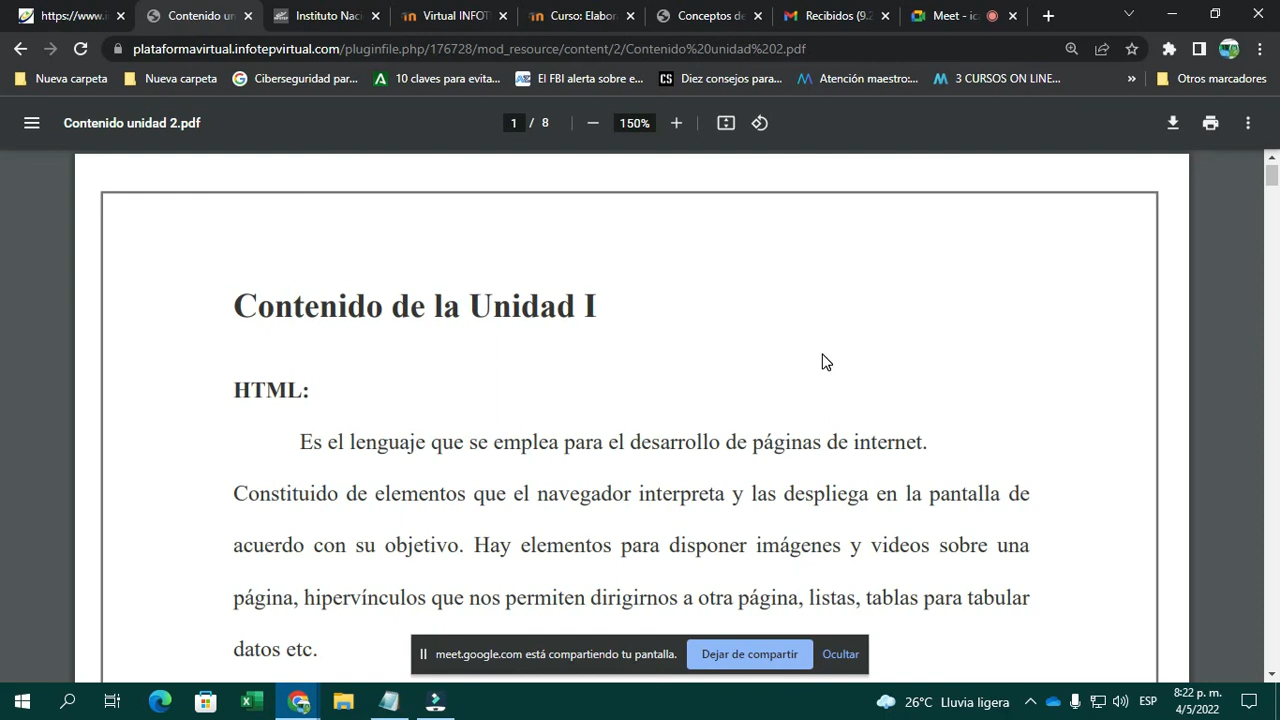 https://www.i
Contenido un
Instituto Naci
Virtual INFOT
Curso: Elabor
Conceptos de
Recibidos (9.2
Meet - ic
plataformavirtual.infotepvirtual.com/pluginfile.php/176728/mod_resource/content/2/Contenido%20unidad%202.pdf
Nueva carpeta
Nueva carpeta
Ciberseguridad par...
10 claves para evita...
El FBI alerta sobre e...
CS
Diez consejos para...
Atención maestro:...
3 CURSOS ON LINE...
»
Otros marcadores
Contenido unidad 2.pdf
1 / 8
150%
Contenido de la Unidad I
HTML:
Es el lenguaje que se emplea para el desarrollo de páginas de internet.
Constituido de elementos que el navegador interpreta y las despliega en la pantalla de
acuerdo con su objetivo. Hay elementos para disponer imágenes y videos sobre una
página, hipervínculos que nos permiten dirigirnos a otra página, listas, tablas para tabular
datos etc.
meet.google.com está compartiendo tu pantalla.
Dejar de compartir
Ocultar
26°C Lluvia ligera
ESP
8:22 p. m.
4/5/2022